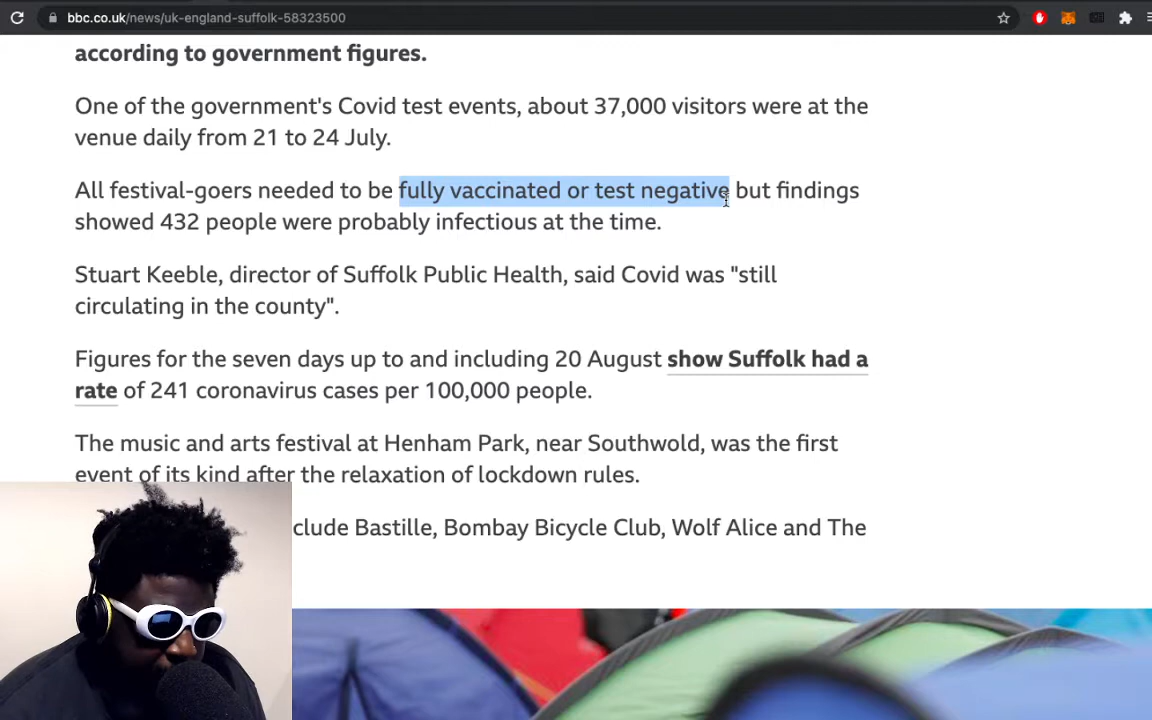 bbc.co.uk/news/uk-england-suffolk-58323500
according to government figures.
One of the government's Covid test events, about 37,000 visitors were at the
venue daily from 21 to 24 July.
All festival-goers needed to be fully vaccinated or test negative but findings
showed 432 people were probably infectious at the time.
Stuart Keeble, director of Suffolk Public Health, said Covid was "still
circulating in the county".
Figures for the seven days up to and including 20 August show Suffolk had a
rate of 241 coronavirus cases per 100,000 people.
The music and arts festival at Henham Park, near Southwold, was the first
event of its kind after the relaxation of lockdown rules.
clude Bastille, Bombay Bicycle Club, Wolf Alice and The